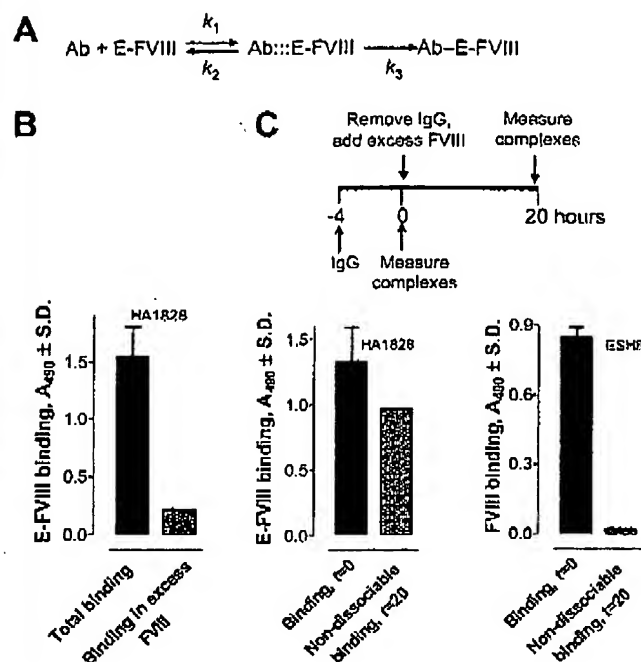 A
Ab + E-FVIII k1 k2 Ab:::E-FVIII k3 Ab–E-FVIII
B
C
Remove IgG, add excess FVIII
Measure complexes
-4 0 20 hours
IgG
Measure complexes
E-FVIII binding, A490 ± S.D.
1.5
1.0
0.5
0.0
HA1828
Total binding
Binding in excess FVIII
E-FVIII binding, A490 ± S.D.
1.5
1.0
0.5
0.0
HA1828
Binding, t=0
Non-dissociable binding, t=20
FVIII binding, A490 ± S.D.
0.9
0.6
0.3
0.0
ESH8
Binding, t=0
Non-dissociable binding, t=20